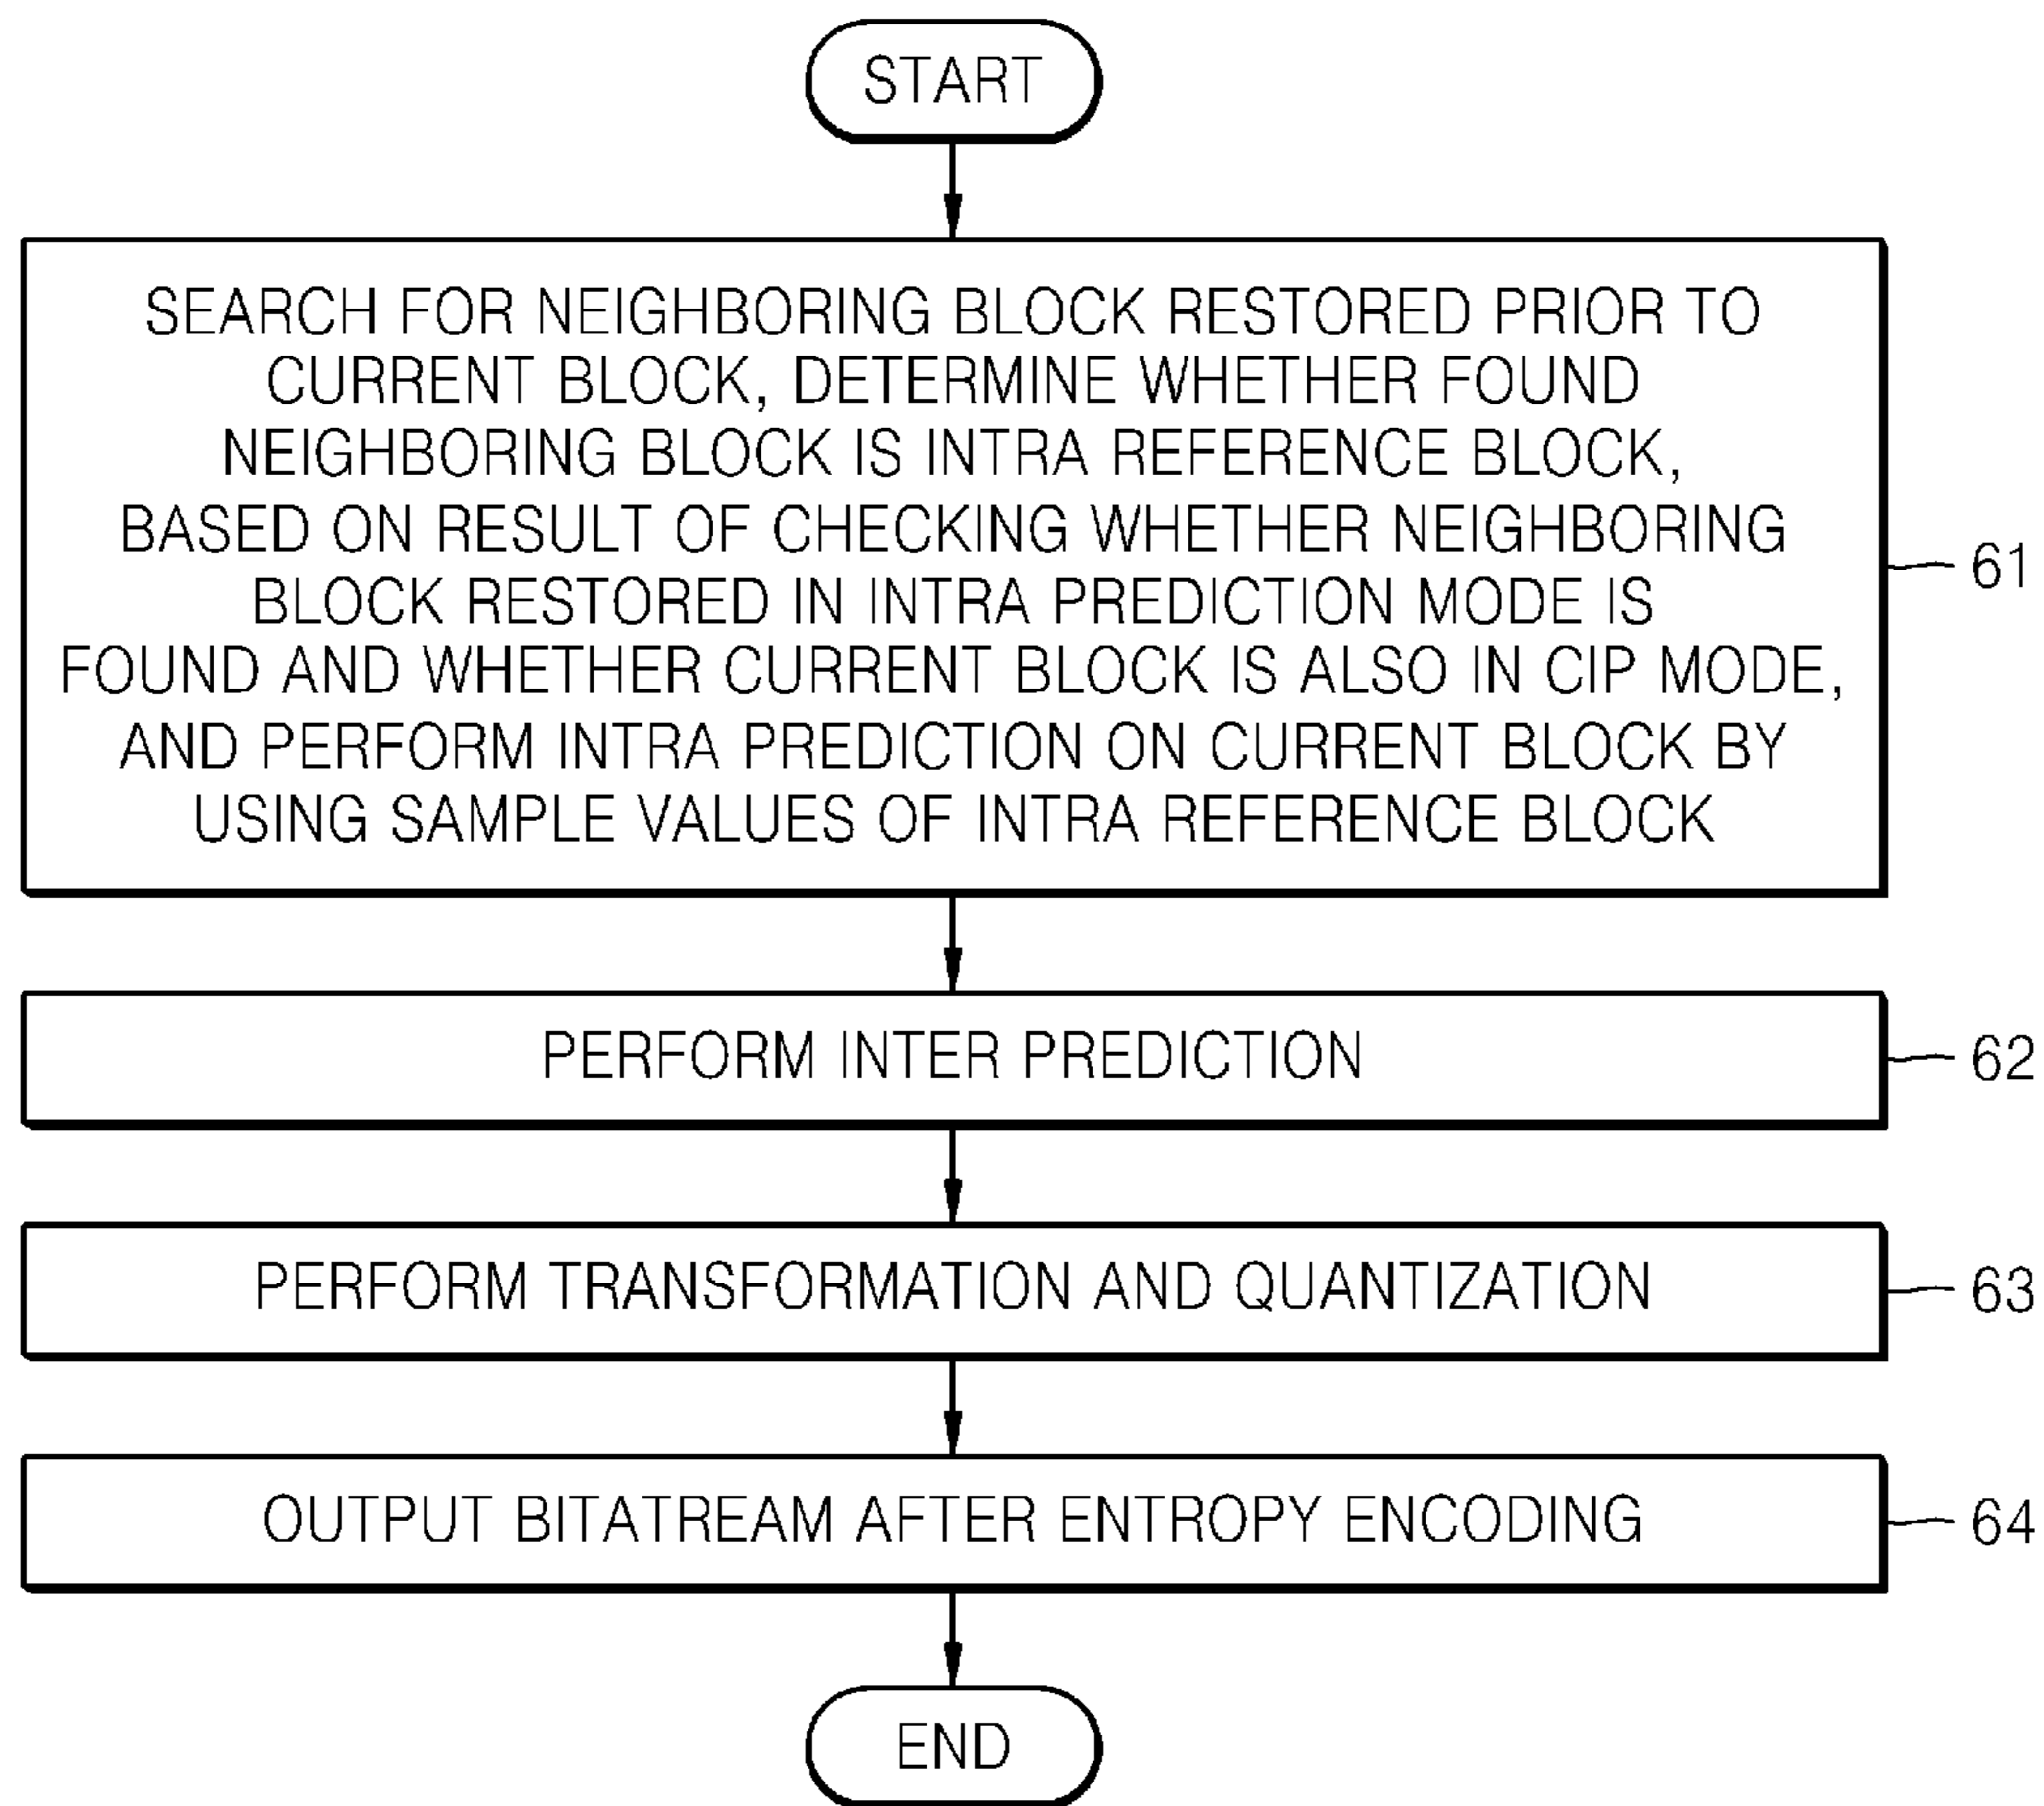 START
SEARCH FOR NEIGHBORING BLOCK RESTORED PRIOR TO
CURRENT BLOCK, DETERMINE WHETHER FOUND
NEIGHBORING BLOCK IS INTRA REFERENCE BLOCK,
BASED ON RESULT OF CHECKING WHETHER NEIGHBORING
BLOCK RESTORED IN INTRA PREDICTION MODE IS
FOUND AND WHETHER CURRENT BLOCK IS ALSO IN CIP MODE,
AND PERFORM INTRA PREDICTION ON CURRENT BLOCK BY
USING SAMPLE VALUES OF INTRA REFERENCE BLOCK
61
PERFORM INTER PREDICTION
62
PERFORM TRANSFORMATION AND QUANTIZATION
63
OUTPUT BITATREAM AFTER ENTROPY ENCODING
64
END